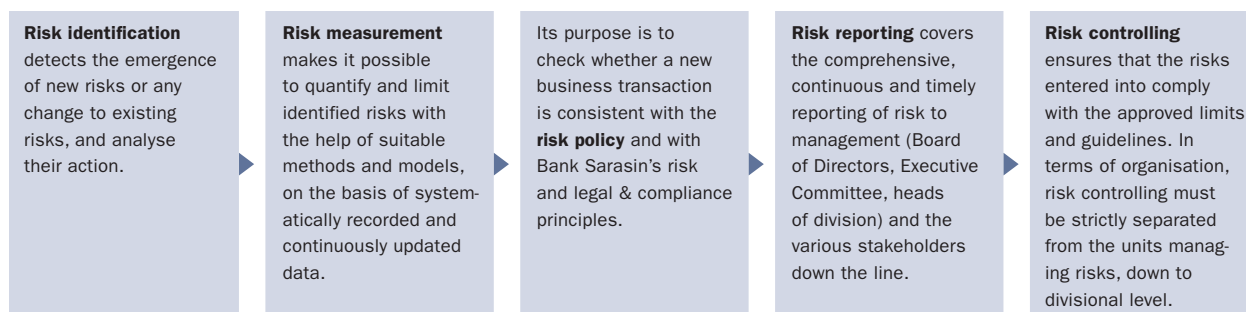 Risk identification
detects the emergence
of new risks or any
change to existing
risks, and analyse
their action.
Risk measurement
makes it possible
to quantify and limit
identified risks with
the help of suitable
methods and models,
on the basis of system-
atically recorded and
continuously updated
data.
Its purpose is to
check whether a new
business transaction
is consistent with the
risk policy and with
Bank Sarasin's risk
and legal & compliance
principles.
Risk reporting covers
the comprehensive,
continuous and timely
reporting of risk to
management (Board
of Directors, Executive
Committee, heads
of division) and the
various stakeholders
down the line.
Risk controlling
ensures that the risks
entered into comply
with the approved limits
and guidelines. In
terms of organisation,
risk controlling must
be strictly separated
from the units manag-
ing risks, down to
divisional level.